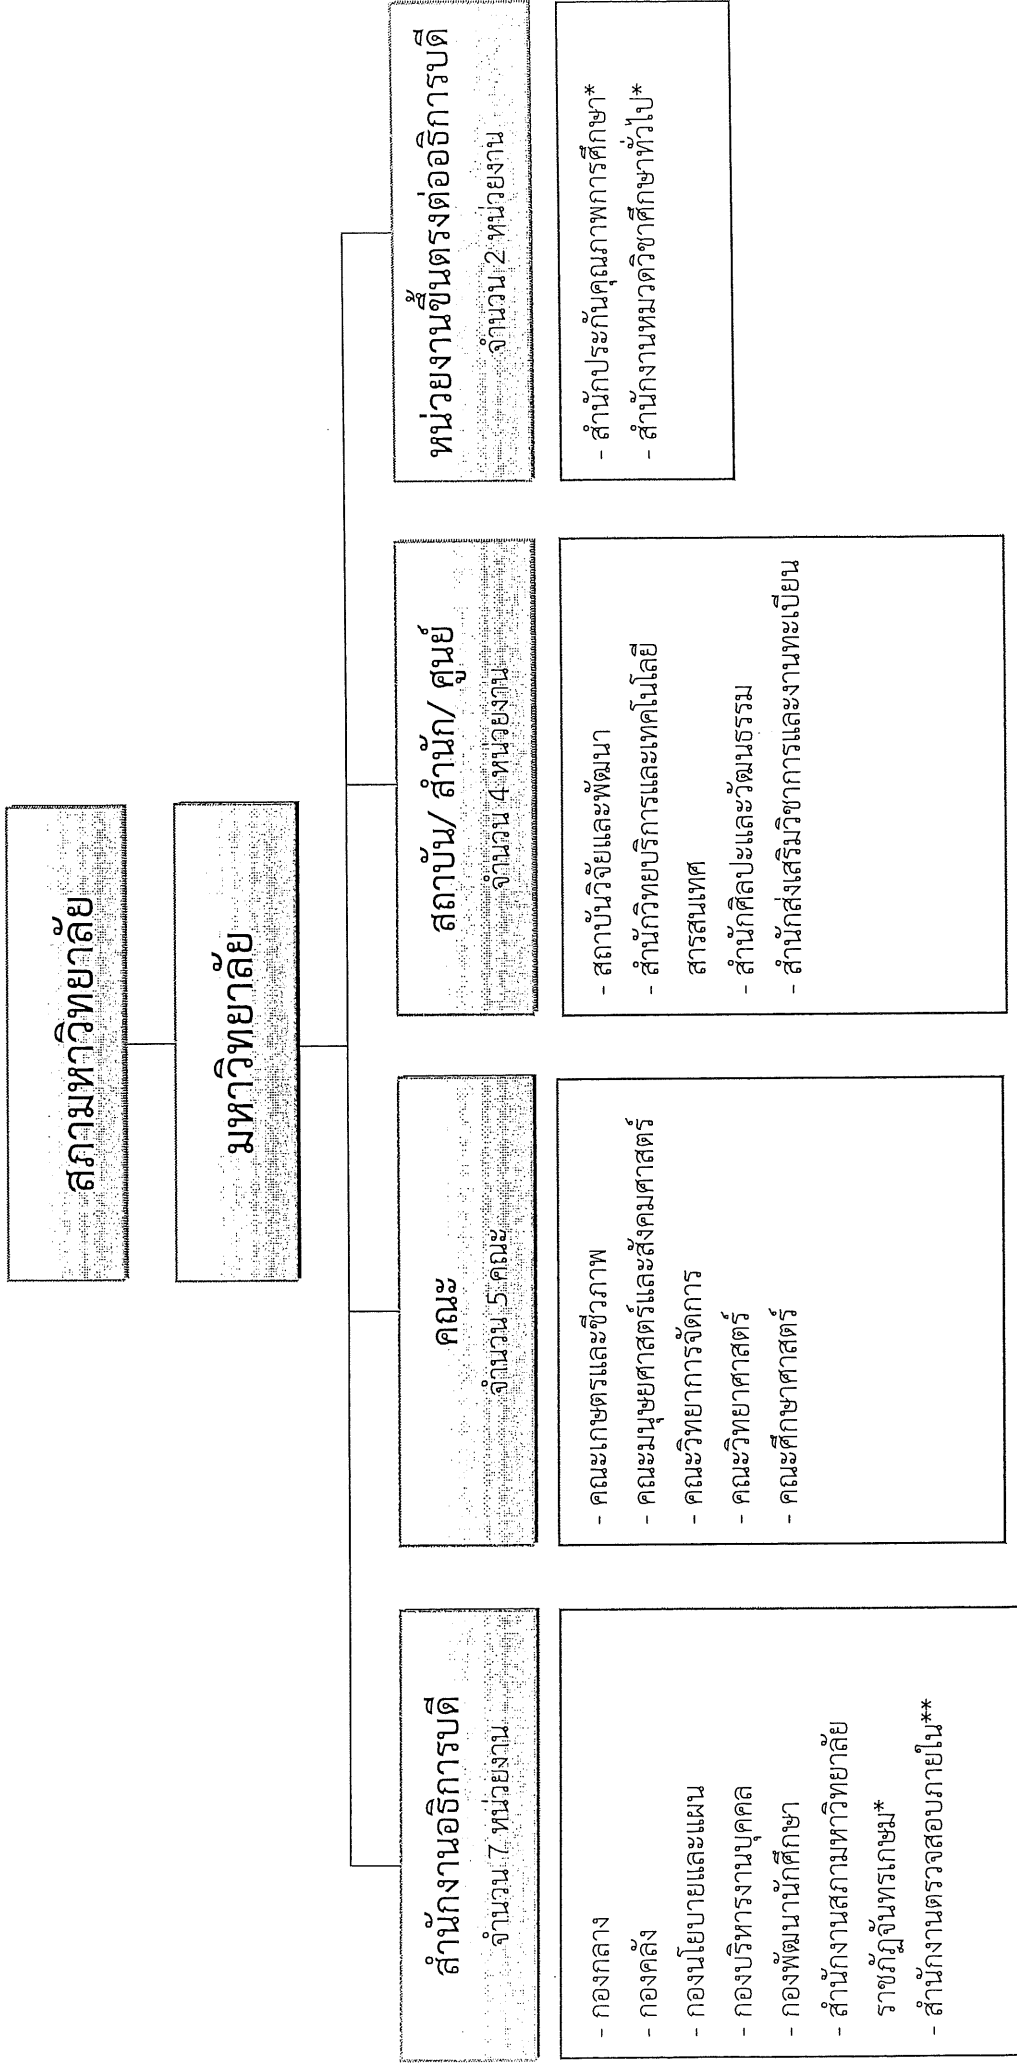 สภามหาวิทยาลัย
มหาวิทยาลัย
สำนักงานอธิการบดี
จำนวน 7 หน่วยงาน
- กองกลาง
- กองคลัง
- กองนโยบายและแผน
- กองบริหารงานบุคคล
- กองพัฒนานักศึกษา
- สำนักงานสภามหาวิทยาลัย
ราชภัฏจันทรเกษม*
- สำนักงานตรวจสอบภายใน**
คณะ
จำนวน 5 คณะ
- คณะเกษตรและชีวภาพ
- คณะมนุษยศาสตร์และสังคมศาสตร์
- คณะวิทยาการจัดการ
- คณะวิทยาศาสตร์
- คณะศึกษาศาสตร์
สถาบัน/ สำนัก/ ศูนย์
จำนวน 4 หน่วยงาน
- สถาบันวิจัยและพัฒนา
- สำนักวิทยบริการและเทคโนโลยี
สารสนเทศ
- สำนักศิลปะและวัฒนธรรม
- สำนักส่งเสริมวิชาการและงานทะเบียน
หน่วยงานขึ้นตรงต่ออธิการบดี
จำนวน 2 หน่วยงาน
- สำนักประกันคุณภาพการศึกษา*
- สำนักงานหมวดวิชาศึกษาทั่วไป*